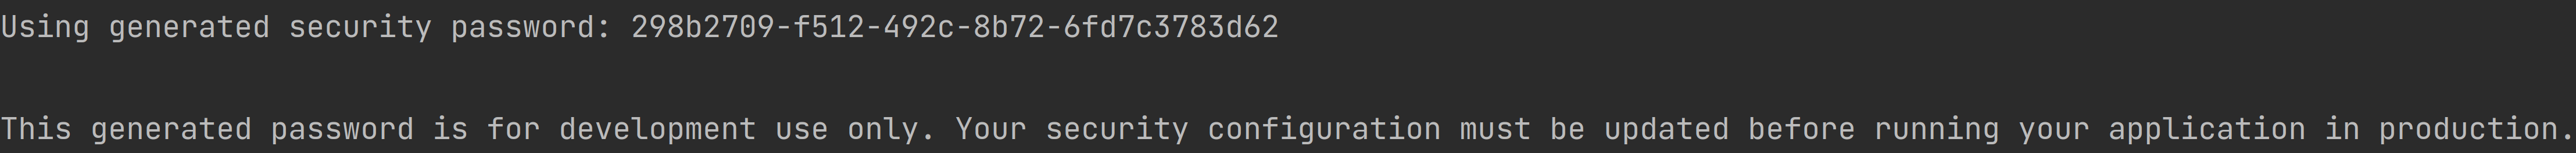 Using generated security password: 298b2709-f512-492c-8b72-6fd7c3783d62
This generated password is for development use only. Your security configuration must be updated before running your application in production.